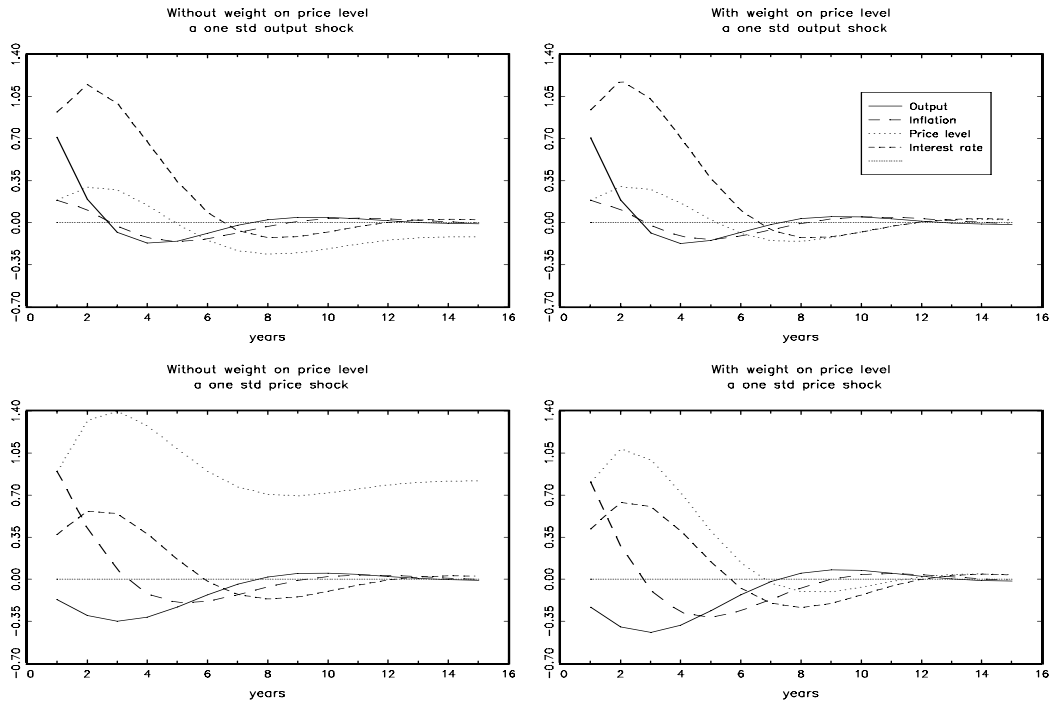 Without weight on price level
a one std output shock
1.40
1.05
0.70
0.35
0.00
−0.35
−0.70
0 2 4 6 8 10 12 14 16
years
With weight on price level
a one std output shock
1.40
1.05
0.70
0.35
0.00
−0.35
−0.70
Output
Inflation
Price level
Interest rate
0 2 4 6 8 10 12 14 16
years
Without weight on price level
a one std price shock
1.40
1.05
0.70
0.35
0.00
−0.35
−0.70
0 2 4 6 8 10 12 14 16
years
With weight on price level
a one std price shock
1.40
1.05
0.70
0.35
0.00
−0.35
−0.70
0 2 4 6 8 10 12 14 16
years